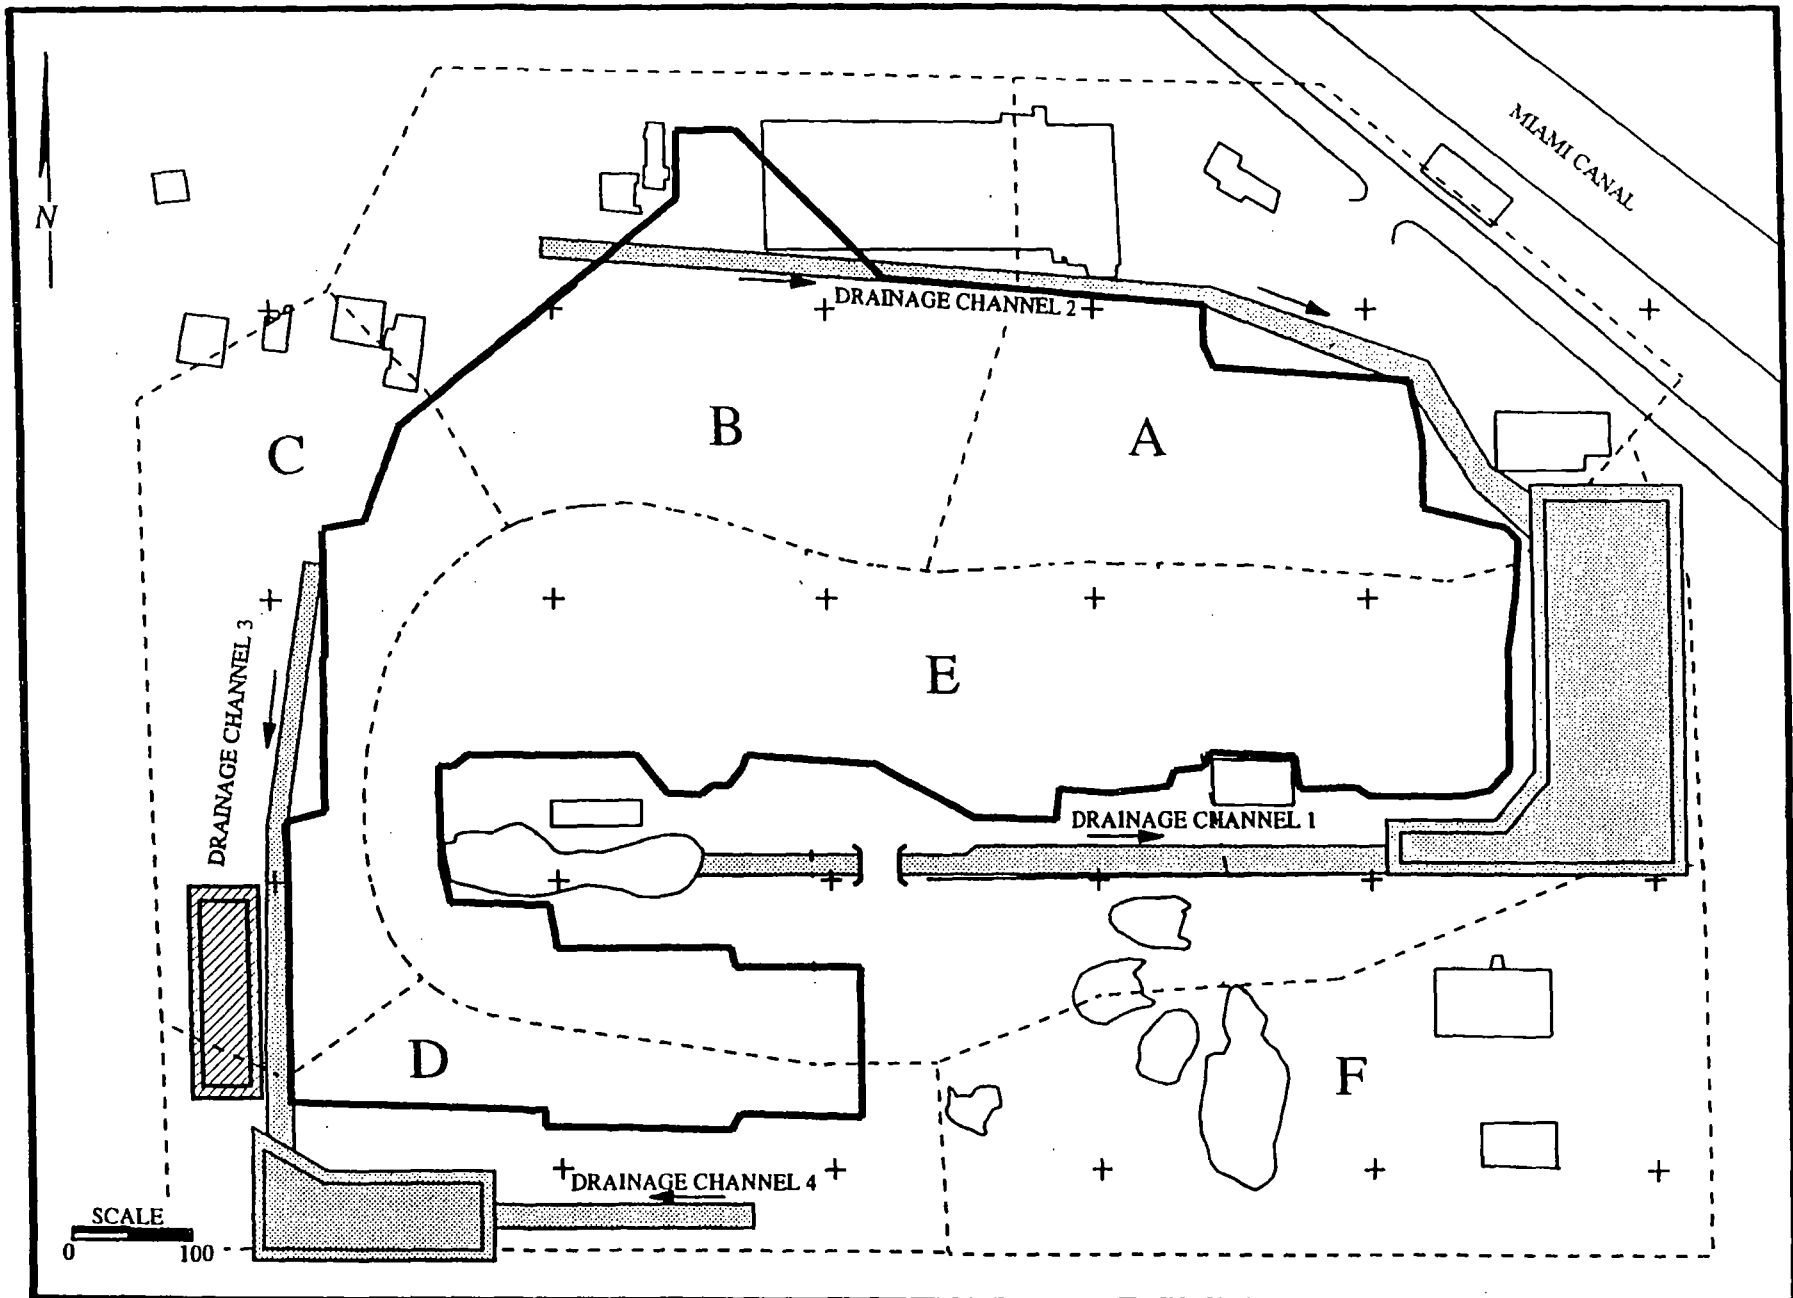 MIAMI CANAL
N
DRAINAGE CHANNEL 2
B
A
C
E
DRAINAGE CHANNEL 3
DRAINAGE CHANNEL 1
D
F
DRAINAGE CHANNEL 4
SCALE
0 100